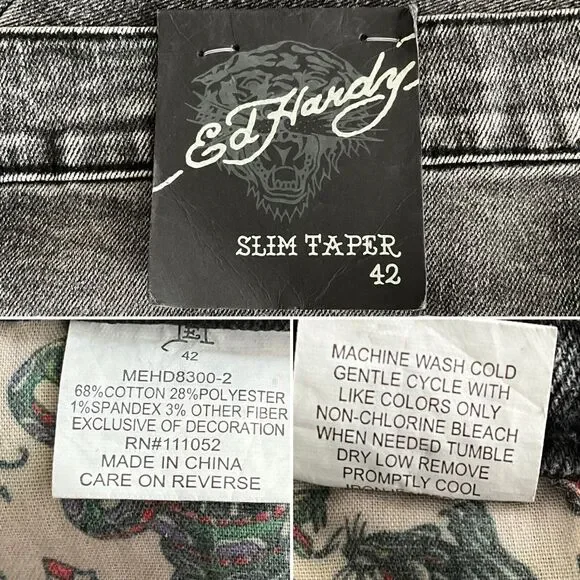 Ed Hardy
SLIM TAPER
42
E
42
MEHD8300-2
68%COTTON 28%POLYESTER
1%SPANDEX 3% OTHER FIBER
EXCLUSIVE OF DECORATION
RN#111052
MADE IN CHINA
CARE ON REVERSE
MACHINE WASH COLD
GENTLE CYCLE WITH
LIKE COLORS ONLY
NON-CHLORINE BLEACH
WHEN NEEDED TUMBLE
DRY LOW REMOVE
PROMPTLY COOL